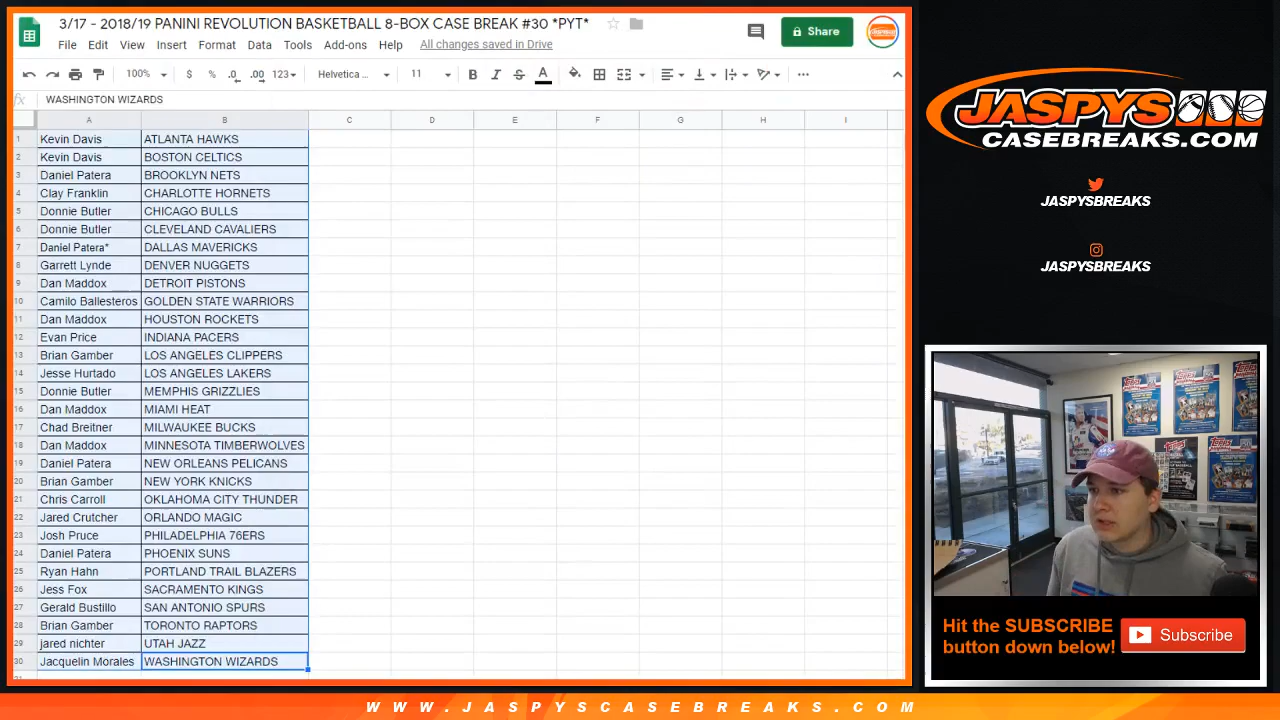 3/17 - 2018/19 PANINI REVOLUTION BASKETBALL 8-BOX CASE BREAK #30 *PYT*
File Edit View Insert Format Data Tools Add-ons Help All changes saved in Drive
Share
100% $ % .0 .00 123 Helvetica ... 11 B I S A
fx WASHINGTON WIZARDS
A B C D E F G H I
1 Kevin Davis ATLANTA HAWKS
2 Kevin Davis BOSTON CELTICS
3 Daniel Patera BROOKLYN NETS
4 Clay Franklin CHARLOTTE HORNETS
5 Donnie Butler CHICAGO BULLS
6 Donnie Butler CLEVELAND CAVALIERS
7 Daniel Patera* DALLAS MAVERICKS
8 Garrett Lynde DENVER NUGGETS
9 Dan Maddox DETROIT PISTONS
10 Camilo Ballesteros GOLDEN STATE WARRIORS
11 Dan Maddox HOUSTON ROCKETS
12 Evan Price INDIANA PACERS
13 Brian Gamber LOS ANGELES CLIPPERS
14 Jesse Hurtado LOS ANGELES LAKERS
15 Donnie Butler MEMPHIS GRIZZLIES
16 Dan Maddox MIAMI HEAT
17 Chad Breitner MILWAUKEE BUCKS
18 Dan Maddox MINNESOTA TIMBERWOLVES
19 Daniel Patera NEW ORLEANS PELICANS
20 Brian Gamber NEW YORK KNICKS
21 Chris Carroll OKLAHOMA CITY THUNDER
22 Jared Crutcher ORLANDO MAGIC
23 Josh Pruce PHILADELPHIA 76ERS
24 Daniel Patera PHOENIX SUNS
25 Ryan Hahn PORTLAND TRAIL BLAZERS
26 Jess Fox SACRAMENTO KINGS
27 Gerald Bustillo SAN ANTONIO SPURS
28 Brian Gamber TORONTO RAPTORS
29 jared nichter UTAH JAZZ
30 Jacquelin Morales WASHINGTON WIZARDS
JASPYS
CASEBREAKS.COM
JASPYSBREAKS
JASPYSBREAKS
Topps
Topps
Topps
Topps
Hit the SUBSCRIBE
button down below!
Subscribe
WWW.JASPYSCASEBREAKS.COM